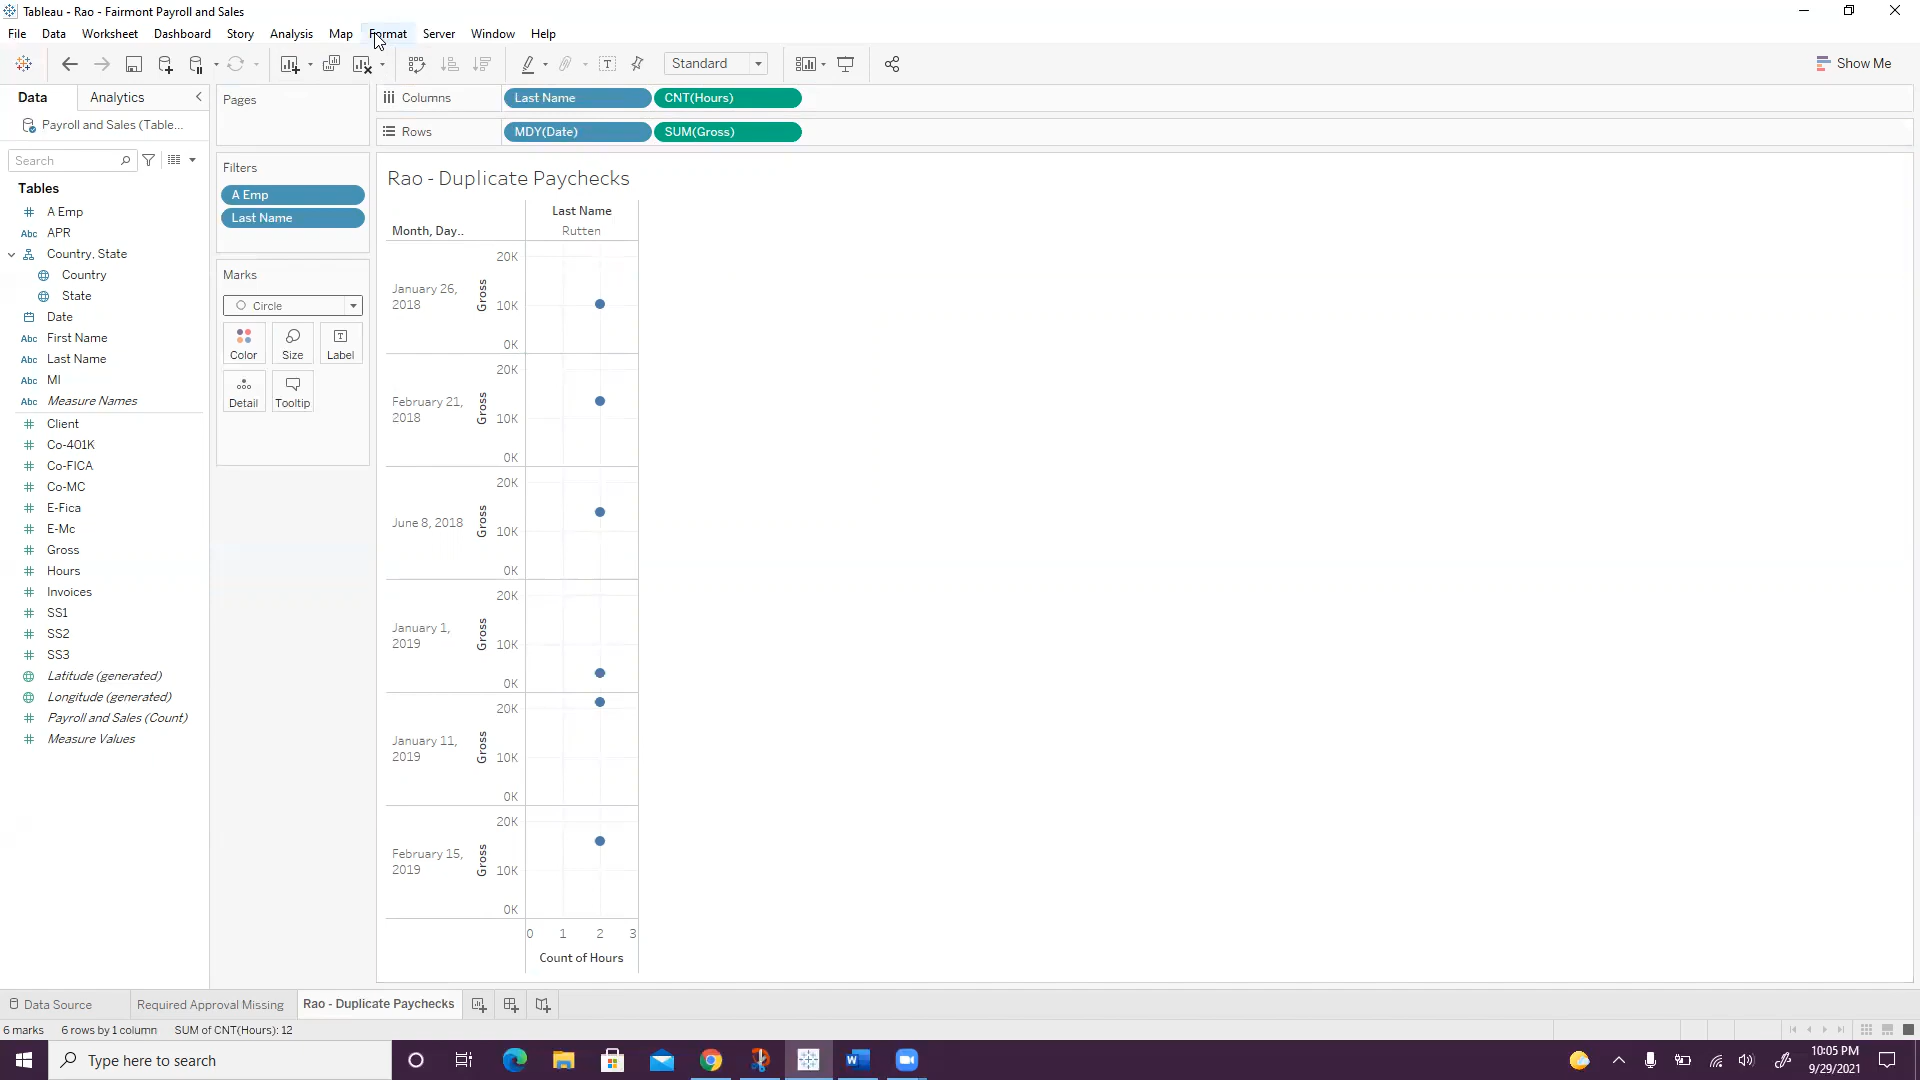 Tableau - Rao - Fairmont Payroll and Sales
File Data Worksheet Dashboard Story Analysis Map Format Server Window Help
Standard
Show Me
Data Analytics
Payroll and Sales (Table...
Search
Tables
A Emp
Abc APR
Country, State
Country
State
Date
Abc First Name
Abc Last Name
Abc MI
Abc Measure Names
Client
Co-401K
Co-FICA
Co-MC
E-Fica
E-Mc
Gross
Hours
Invoices
SS1
SS2
SS3
Latitude (generated)
Longitude (generated)
Payroll and Sales (Count)
Measure Values
Pages
Filters
A Emp
Last Name
Marks
Circle
Color Size Label
Detail Tooltip
Columns Last Name CNT(Hours)
Rows MDY(Date) SUM(Gross)
Rao - Duplicate Paychecks
Last Name
Month, Day.. Rutten
January 26, 2018 Gross 20K 10K 0K
February 21, 2018 Gross 20K 10K 0K
June 8, 2018 Gross 20K 10K 0K
January 1, 2019 Gross 20K 10K 0K
January 11, 2019 Gross 20K 10K 0K
February 15, 2019 Gross 20K 10K 0K
0 1 2 3
Count of Hours
Data Source Required Approval Missing Rao - Duplicate Paychecks
6 marks 6 rows by 1 column SUM of CNT(Hours): 12
Type here to search
10:05 PM
9/29/2021